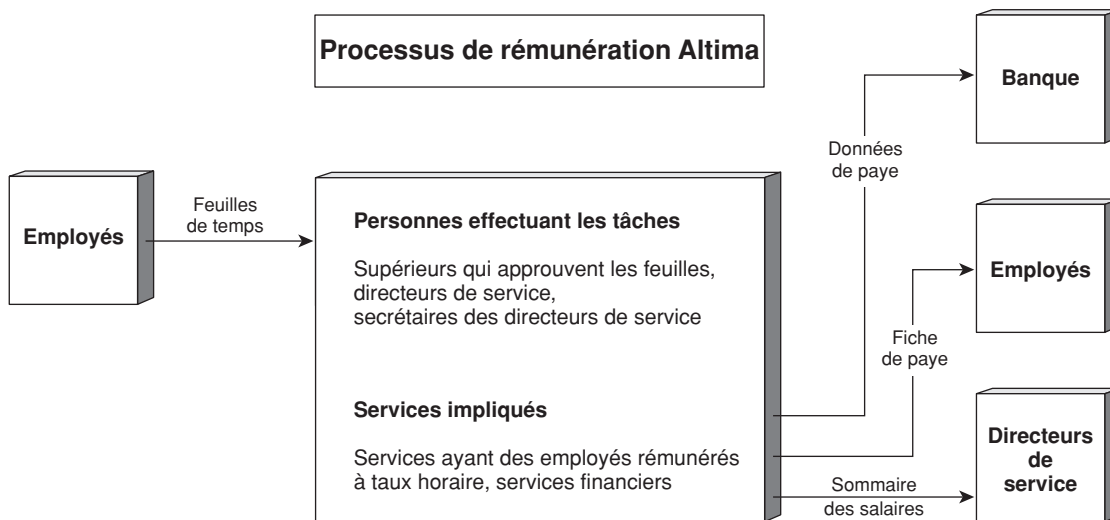 Processus de rémunération Altima
Banque
Données
de paye
Employés
Feuilles
de temps
Personnes effectuant les tâches
Supérieurs qui approuvent les feuilles,
directeurs de service,
secrétaires des directeurs de service
Employés
Fiche
de paye
Services impliqués
Services ayant des employés rémunérés
à taux horaire, services financiers
Directeurs
de
service
Sommaire
des salaires